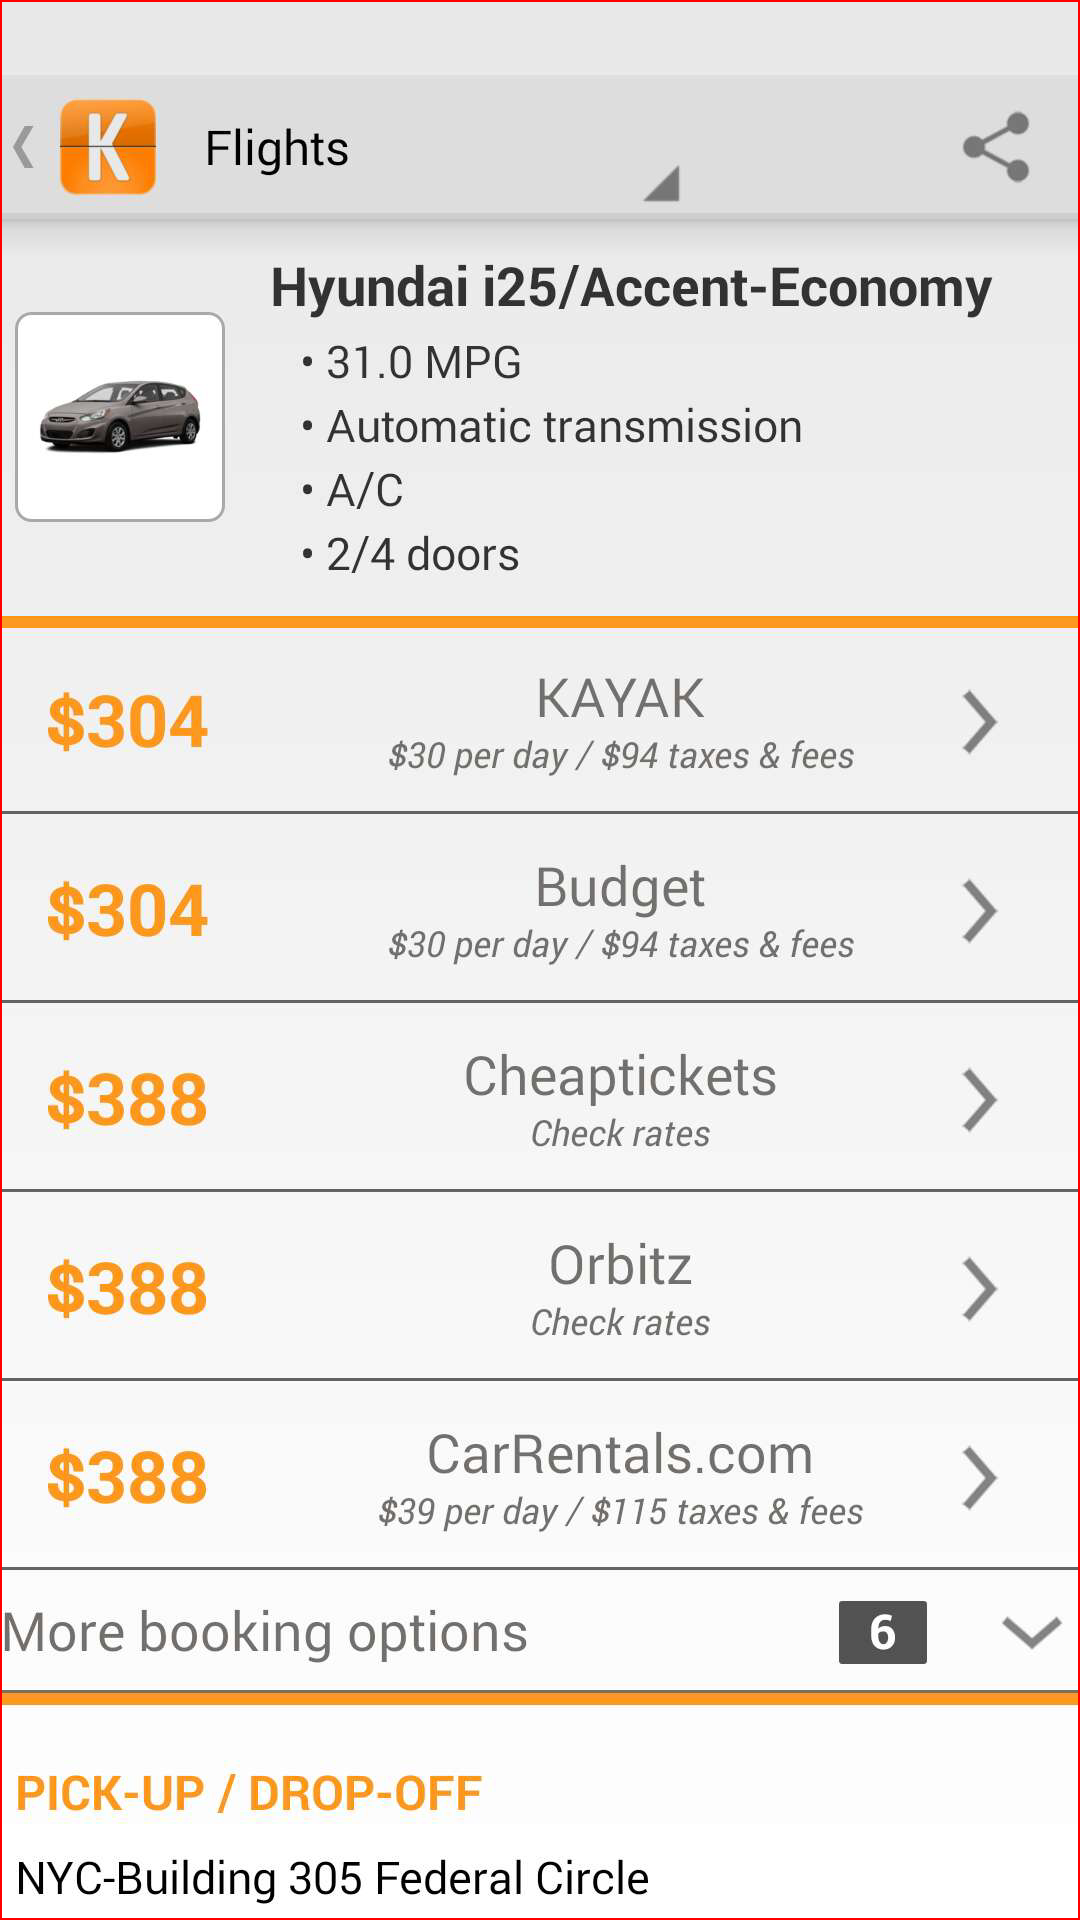 K
Flights
Hyundai i25/Accent-Economy
• 31.0 MPG
• Automatic transmission
• A/C
• 2/4 doors
$304
KAYAK
$30 per day / $94 taxes & fees
$304
Budget
$30 per day / $94 taxes & fees
$388
Cheaptickets
Check rates
$388
Orbitz
Check rates
$388
CarRentals.com
$39 per day / $115 taxes & fees
More booking options 6
PICK-UP / DROP-OFF
NYC-Building 305 Federal Circle